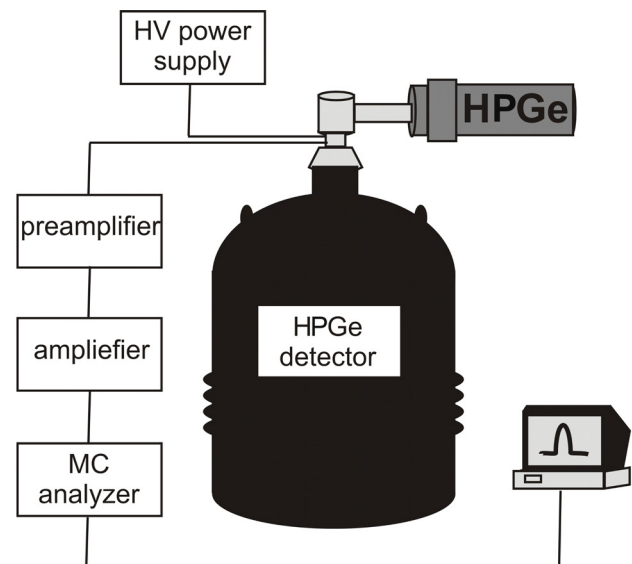 HV power
supply
HPGe
preamplifier
HPGe
detector
ampliefier
MC
analyzer